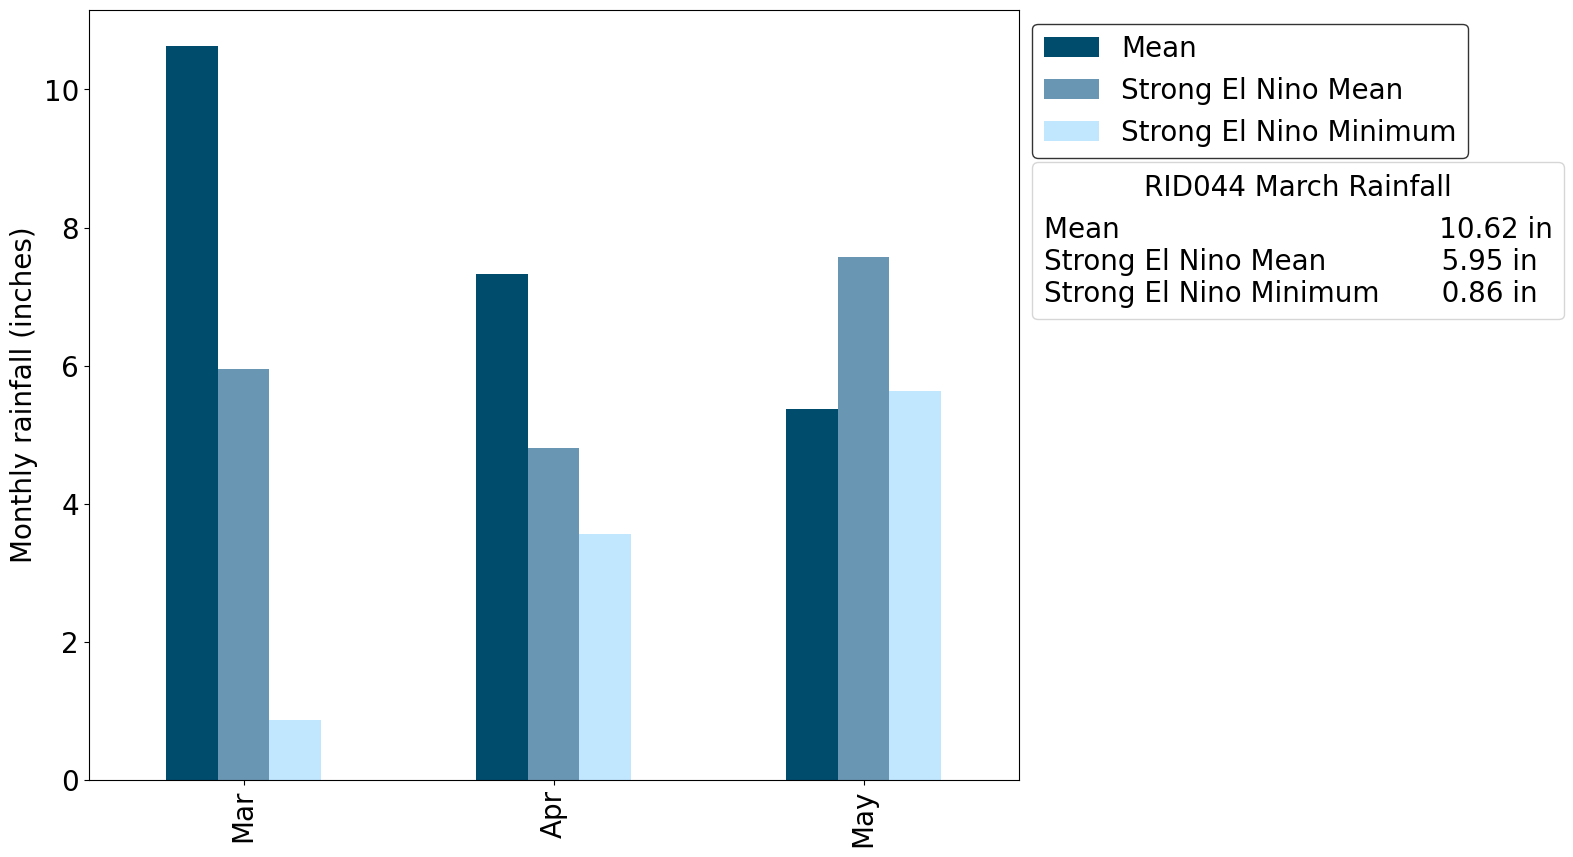 Monthly rainfall (inches)
10
8
6
4
2
0
Mar
Apr
May
Mean
Strong El Nino Mean
Strong El Nino Minimum
RID044 March Rainfall
Mean 10.62 in
Strong El Nino Mean 5.95 in
Strong El Nino Minimum 0.86 in